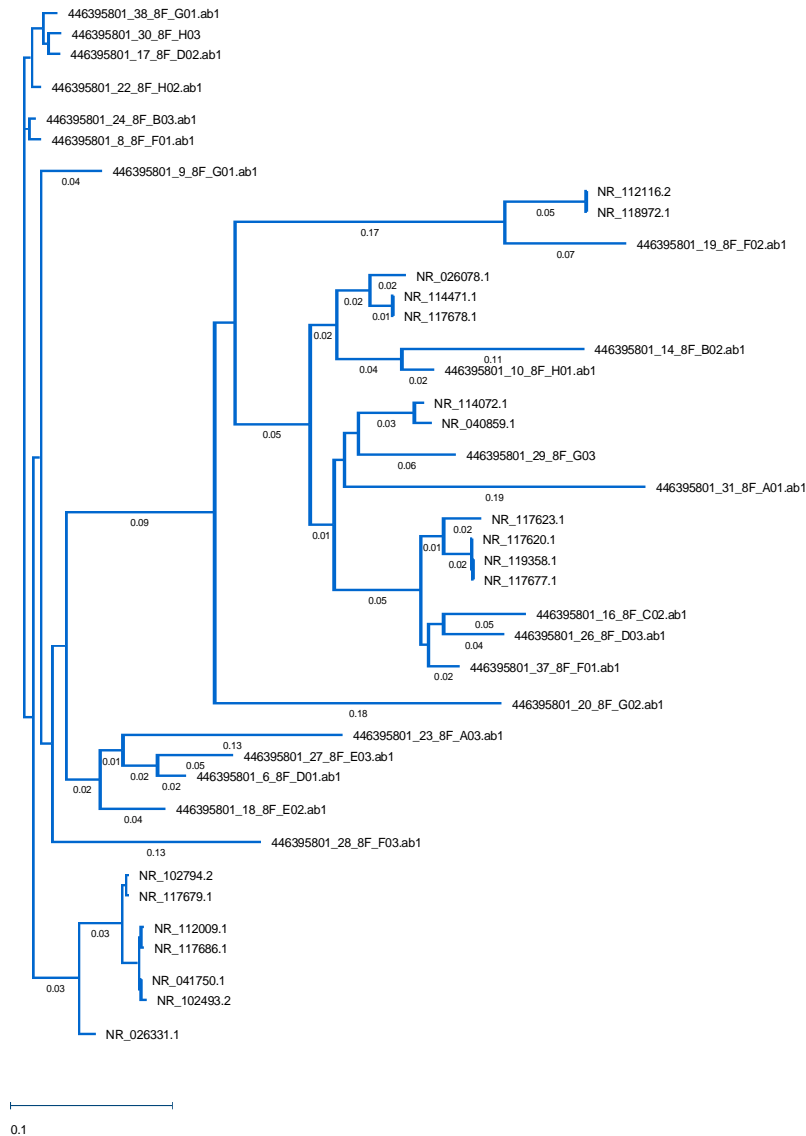 446395801_38_8F_G01.ab1
446395801_30_8F_H03
446395801_17_8F_D02.ab1
446395801_22_8F_H02.ab1
446395801_24_8F_B03.ab1
446395801_8_8F_F01.ab1
446395801_9_8F_G01.ab1
0.04
NR_112116.2
0.05
NR_118972.1
0.17
446395801_19_8F_F02.ab1
0.07
NR_026078.1
0.02
0.02
NR_114471.1
0.01
NR_117678.1
0.02
446395801_14_8F_B02.ab1
0.11
0.04
446395801_10_8F_H01.ab1
0.02
NR_114072.1
0.03
NR_040859.1
0.05
446395801_29_8F_G03
0.06
446395801_31_8F_A01.ab1
0.19
NR_117623.1
0.09
0.02
0.01
NR_117620.1
0.01
NR_119358.1
0.02
NR_117677.1
0.05
446395801_16_8F_C02.ab1
0.05
446395801_26_8F_D03.ab1
0.04
446395801_37_8F_F01.ab1
0.02
446395801_20_8F_G02.ab1
0.18
446395801_23_8F_A03.ab1
0.13
446395801_27_8F_E03.ab1
0.01
0.05
0.02
446395801_6_8F_D01.ab1
0.02
0.02
446395801_18_8F_E02.ab1
0.04
446395801_28_8F_F03.ab1
0.13
NR_102794.2
NR_117679.1
NR_112009.1
0.03
NR_117686.1
NR_041750.1
0.03
NR_102493.2
NR_026331.1
0.1